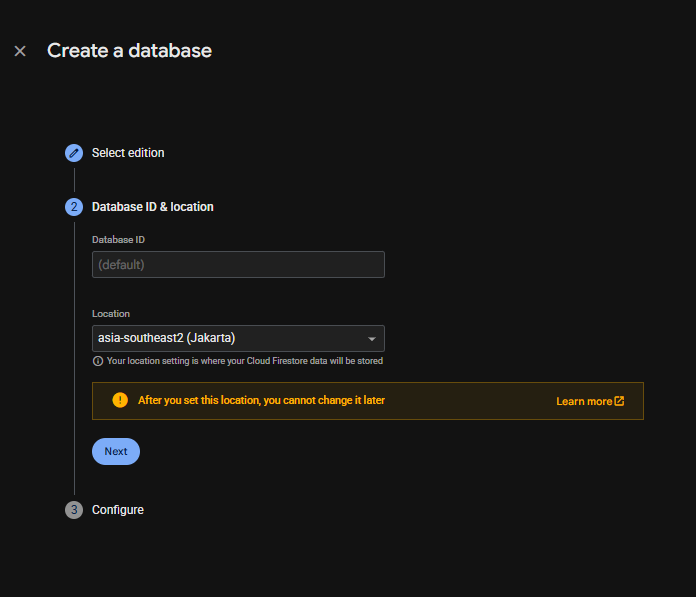 Create a database
Select edition
2 Database ID & location
Database ID
(default)
Location
asia-southeast2 (Jakarta)
Your location setting is where your Cloud Firestore data will be stored
After you set this location, you cannot change it later
Learn more
Next
3 Configure